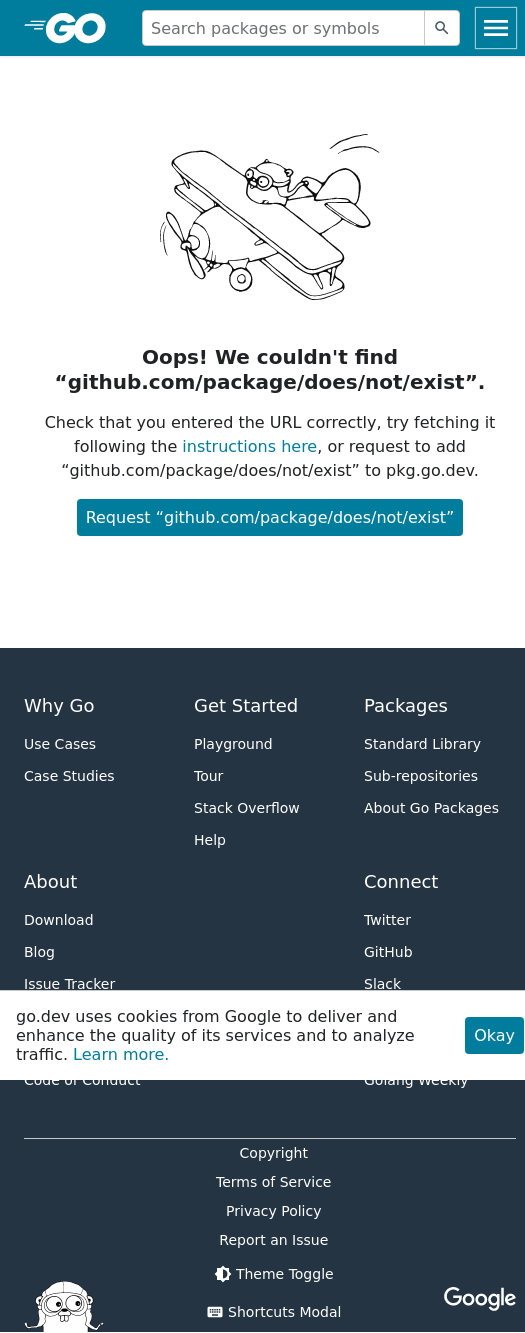 GO
Search packages or symbols
Oops! We couldn't find
“github.com/package/does/not/exist”.
Check that you entered the URL correctly, try fetching it
following the instructions here, or request to add
“github.com/package/does/not/exist” to pkg.go.dev.
Request “github.com/package/does/not/exist”
Why Go
Use Cases
Case Studies
Get Started
Playground
Tour
Stack Overflow
Help
Packages
Standard Library
Sub-repositories
About Go Packages
About
Download
Blog
Issue Tracker
Connect
Twitter
GitHub
Slack
go.dev uses cookies from Google to deliver and
enhance the quality of its services and to analyze
traffic. Learn more.
Okay
Code of Conduct
Golang Weekly
Copyright
Terms of Service
Privacy Policy
Report an Issue
Theme Toggle
Shortcuts Modal
Google